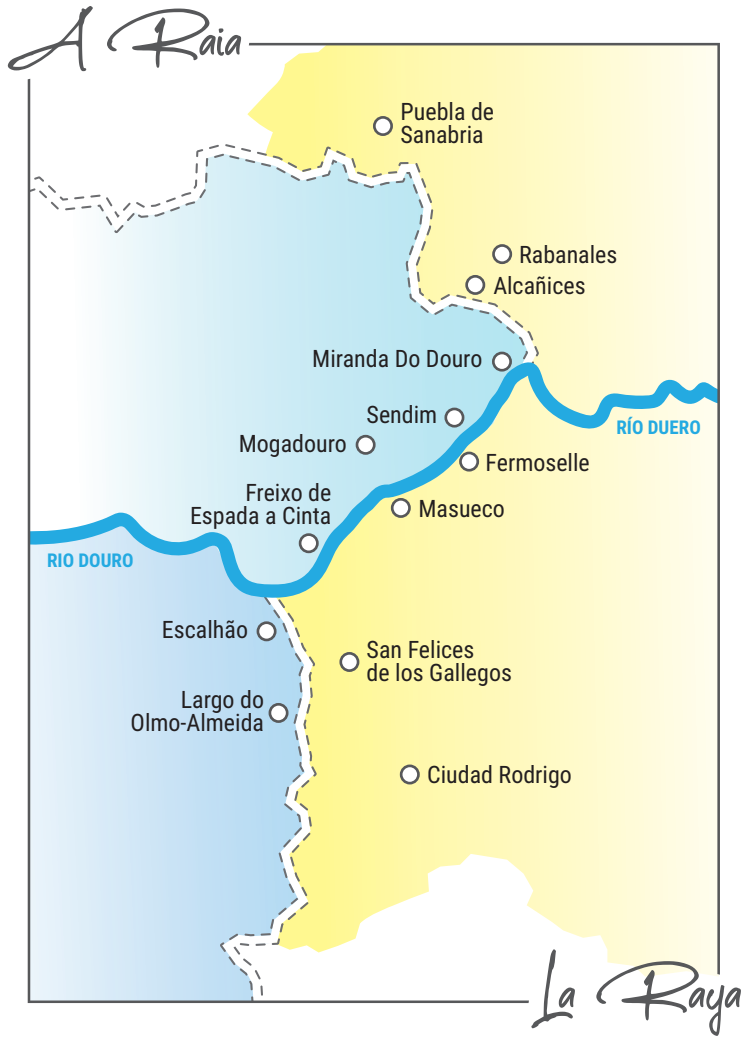 A Raia
Puebla de
Sanabria
Rabanales
Alcañices
Miranda Do Douro
Sendim
RÍO DUERO
Mogadouro
Fermoselle
Freixo de
Espada a Cinta
Masueco
RIO DOURO
Escalhão
San Felices
de los Gallegos
Largo do
Olmo-Almeida
Ciudad Rodrigo
La Raya